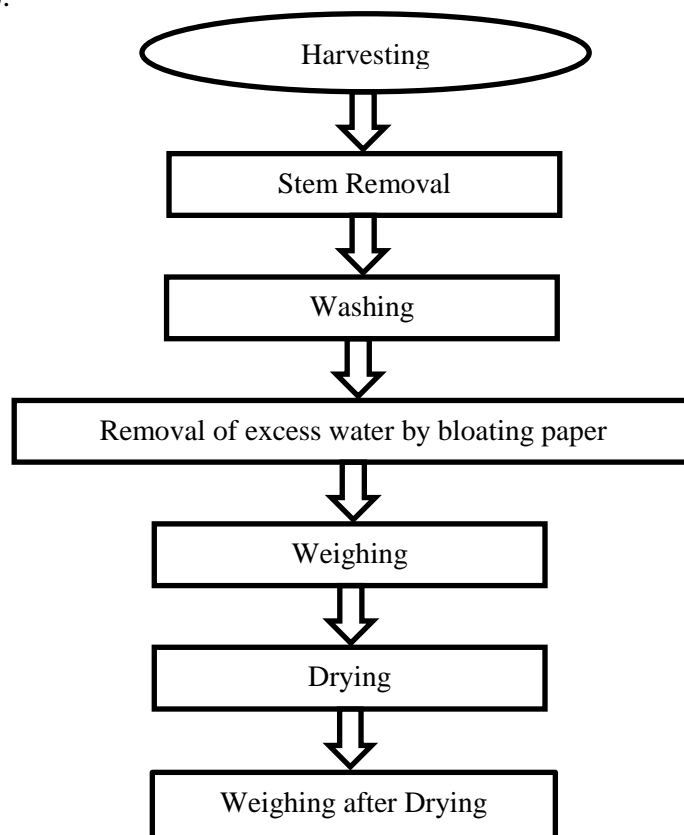 Harvesting
Stem Removal
Washing
Removal of excess water by bloating paper
Weighing
Drying
Weighing after Drying